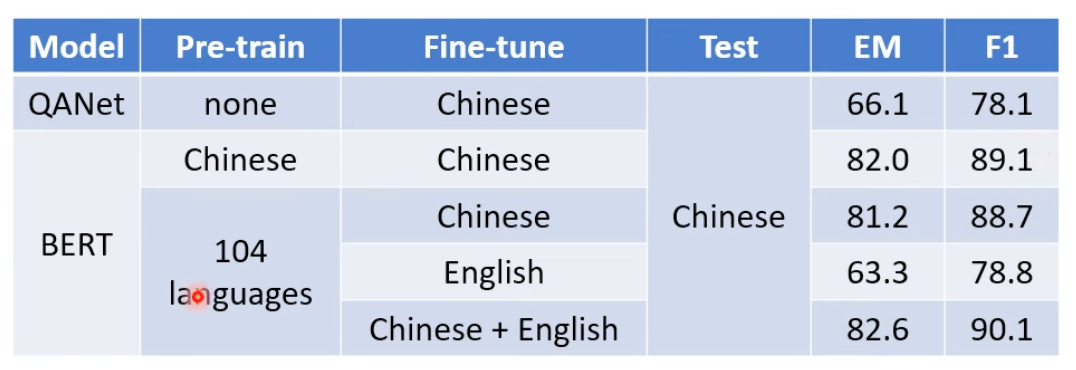 Model Pre-train Fine-tune Test EM F1
QANet none Chinese 66.1 78.1
Chinese Chinese 82.0 89.1
Chinese Chinese 81.2 88.7
BERT 104
English 63.3 78.8
languages
Chinese + English 82.6 90.1